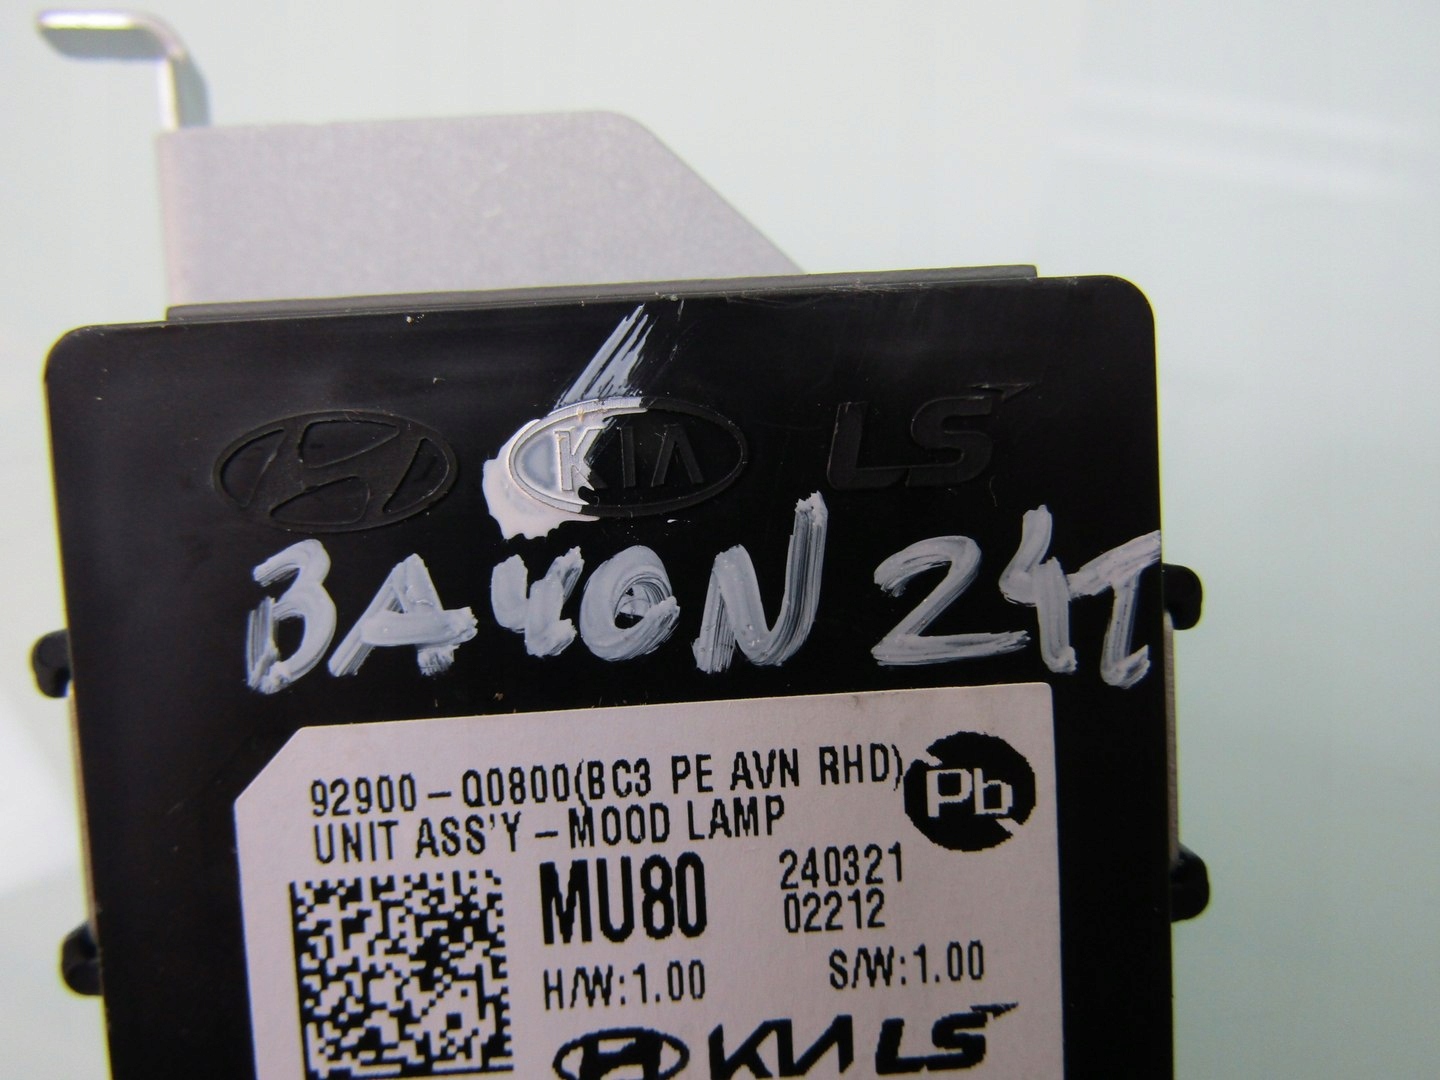 KIA LS
BAYON 24T
92900-Q0800(BC3 PE AVN RHD)
Pb
UNIT ASS'Y-MOOD LAMP
MU80
240321
02212
H/W:1.00
S/W:1.00
KIA LS